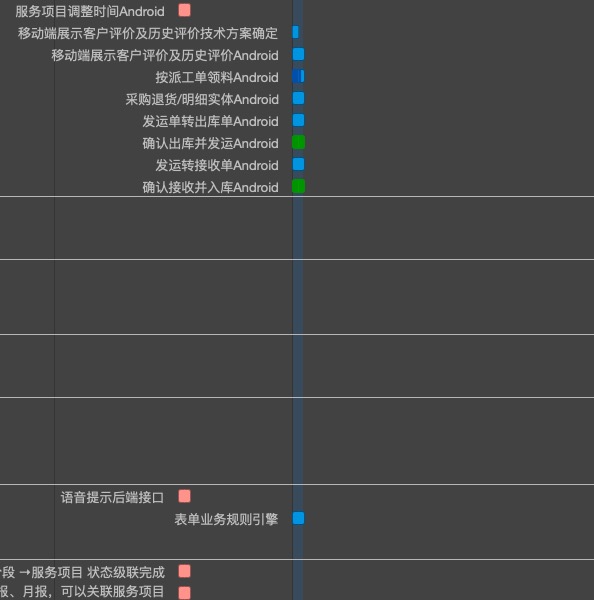 服务项目调整时间Android
移动端展示客户评价及历史评价技术方案确定
移动端展示客户评价及历史评价Android
按派工单领料Android
采购退货/明细实体Android
发运单转出库单Android
确认出库并发运Android
发运转接收单Android
确认接收并入库Android
语音提示后端接口
表单业务规则引擎
段 →服务项目 状态级联完成
报、月报，可以关联服务项目